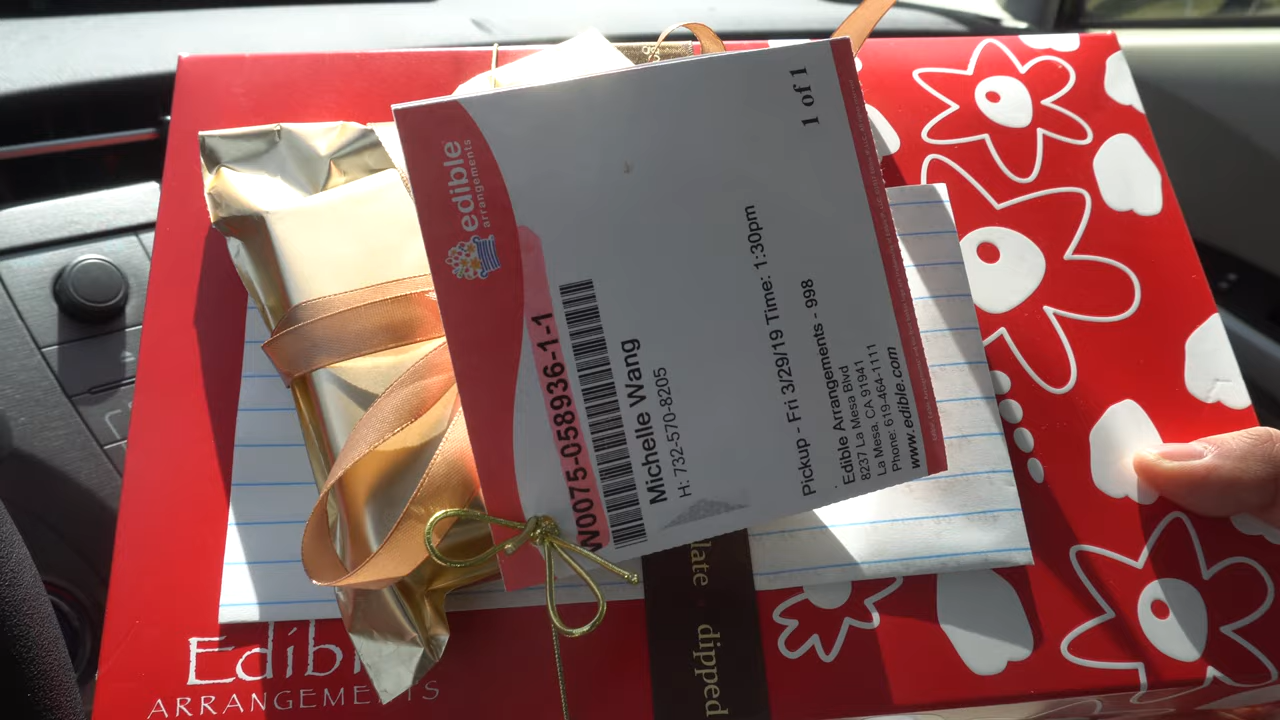 edible
arrangements
1 of 1
W0075-058936-1-1
Michelle Wang
H: 732-570-8205
Pickup - Fri 3/29/19 Time: 1:30pm
Edible Arrangements - 998
8237 La Mesa Blvd
La Mesa, CA 91941
Phone: 619-464-1111
www.edible.com
late - dipped
Edibl
ARRANGEMENTS